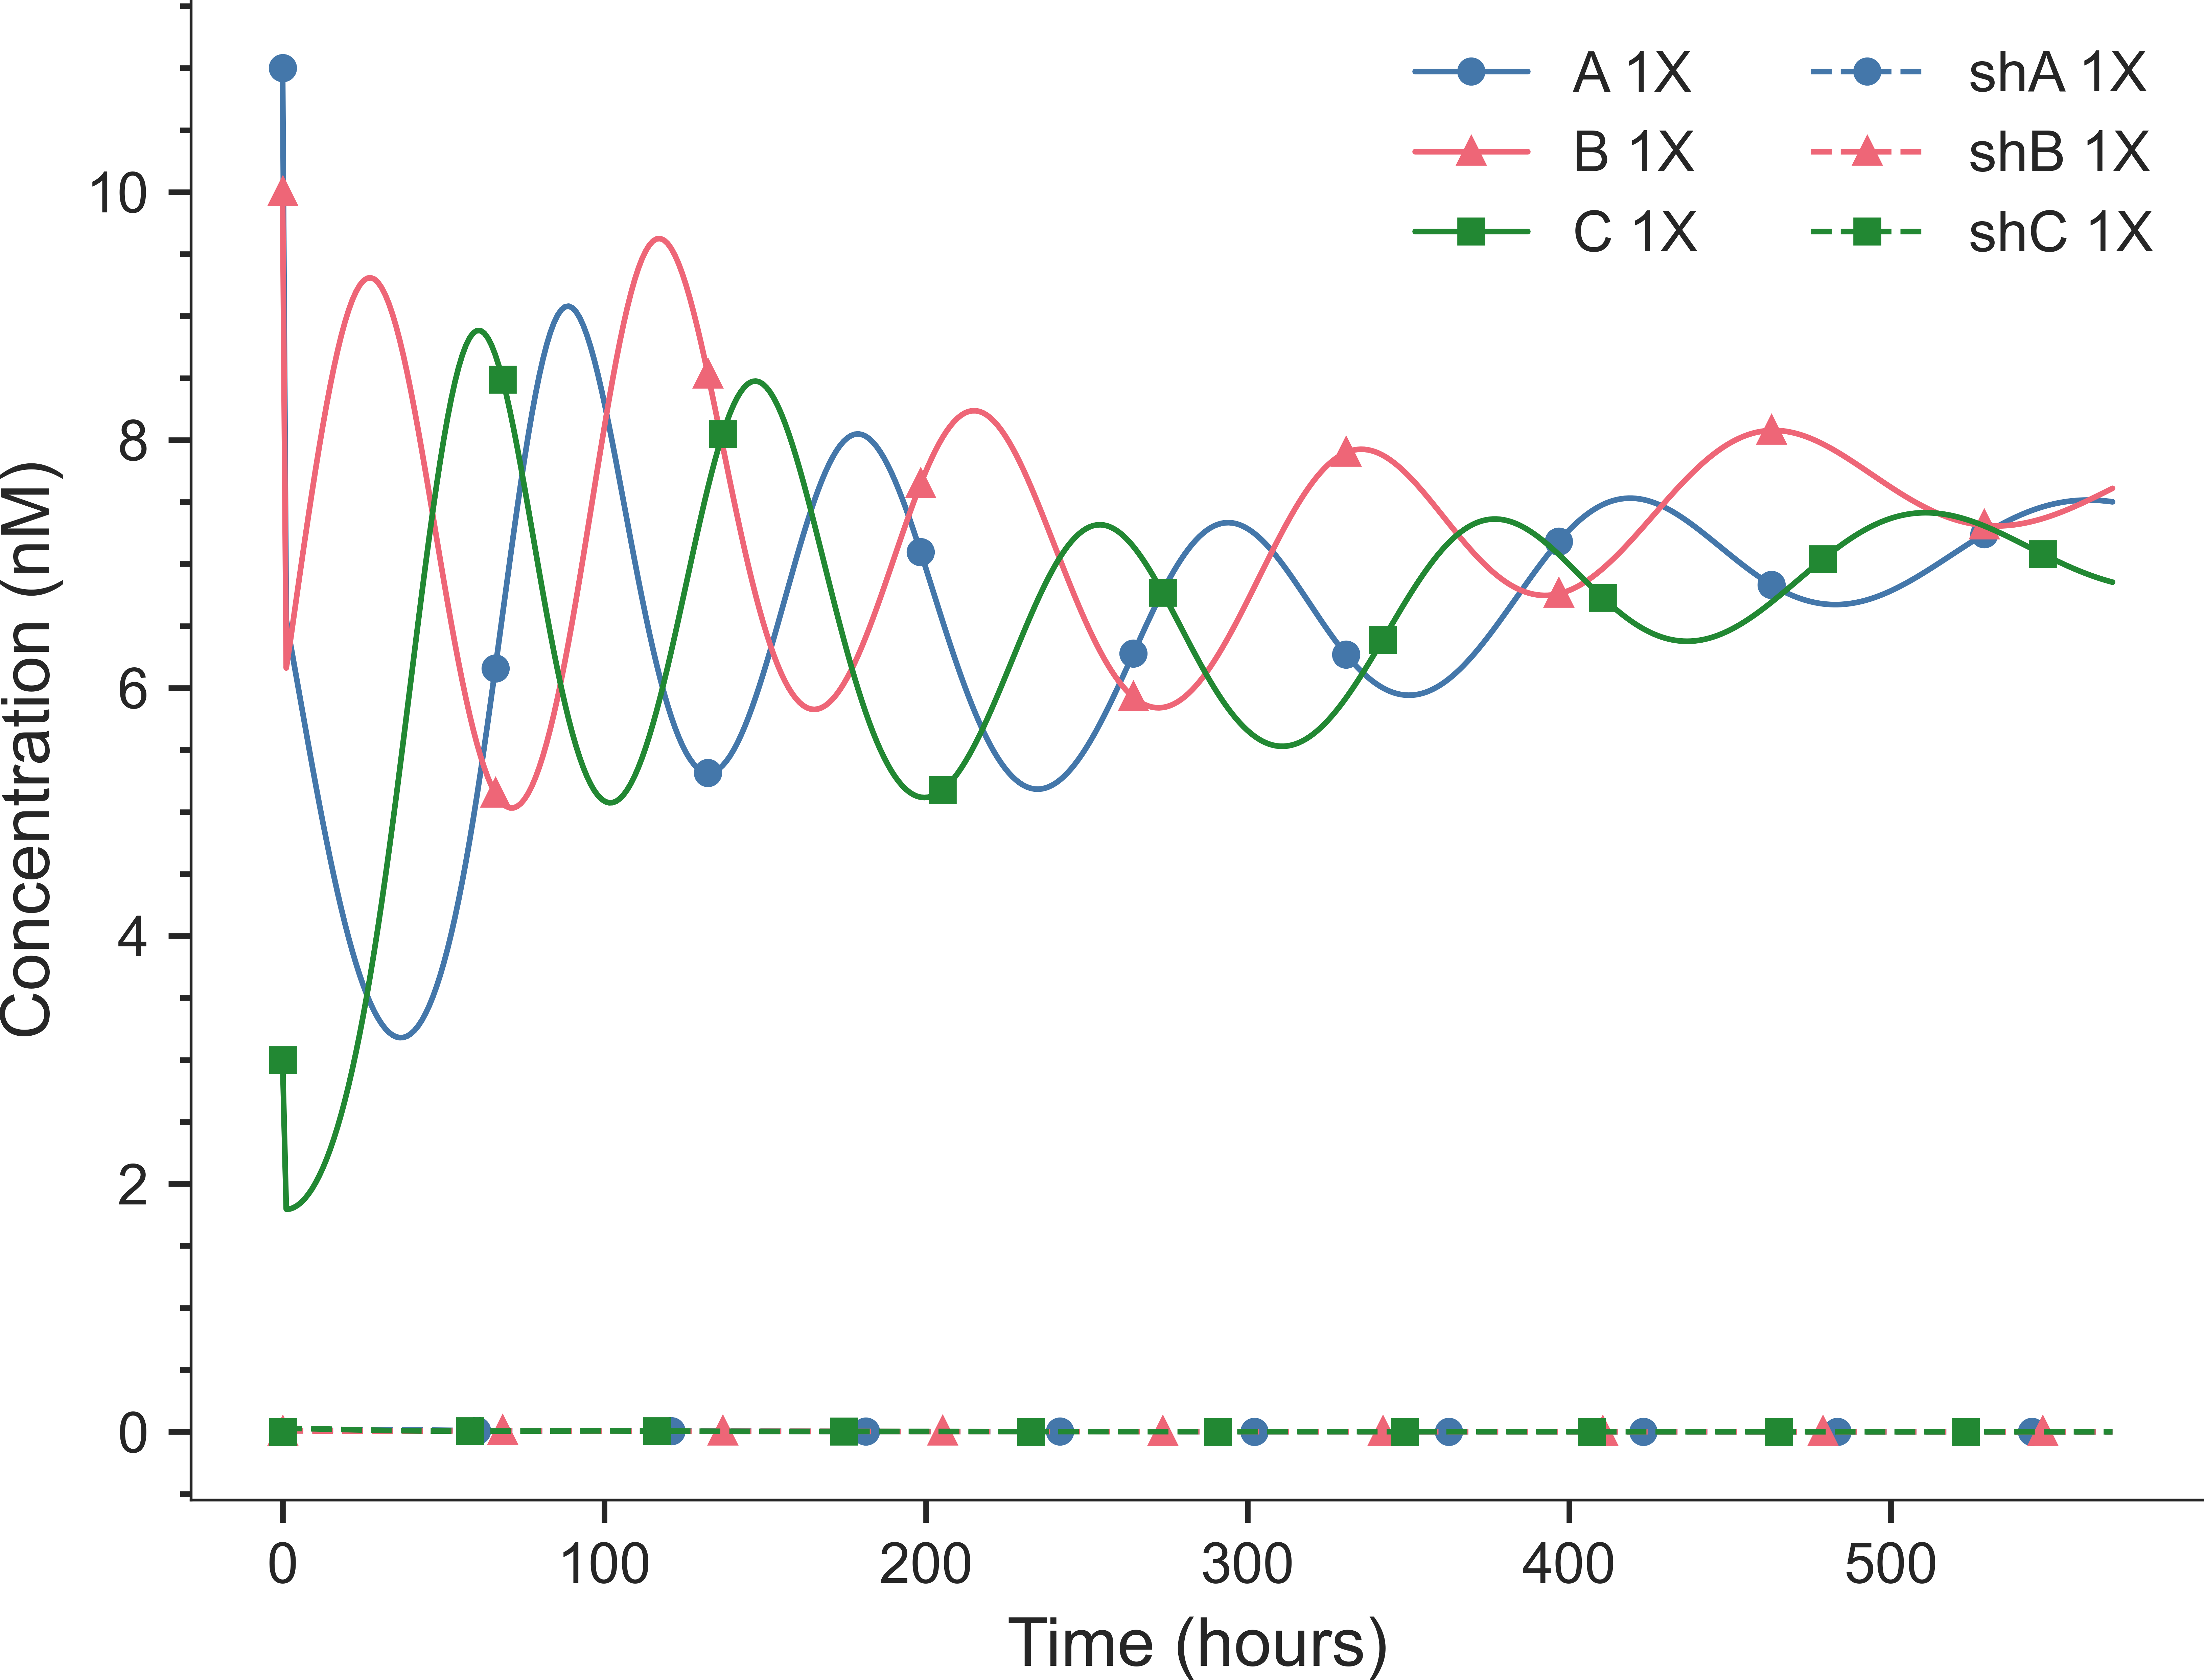 A 1X
B 1X
C 1X
shA 1X
shB 1X
shC 1X
Concentration (nM)
10
8
6
4
2
0
0 100 200 300 400 500
Time (hours)